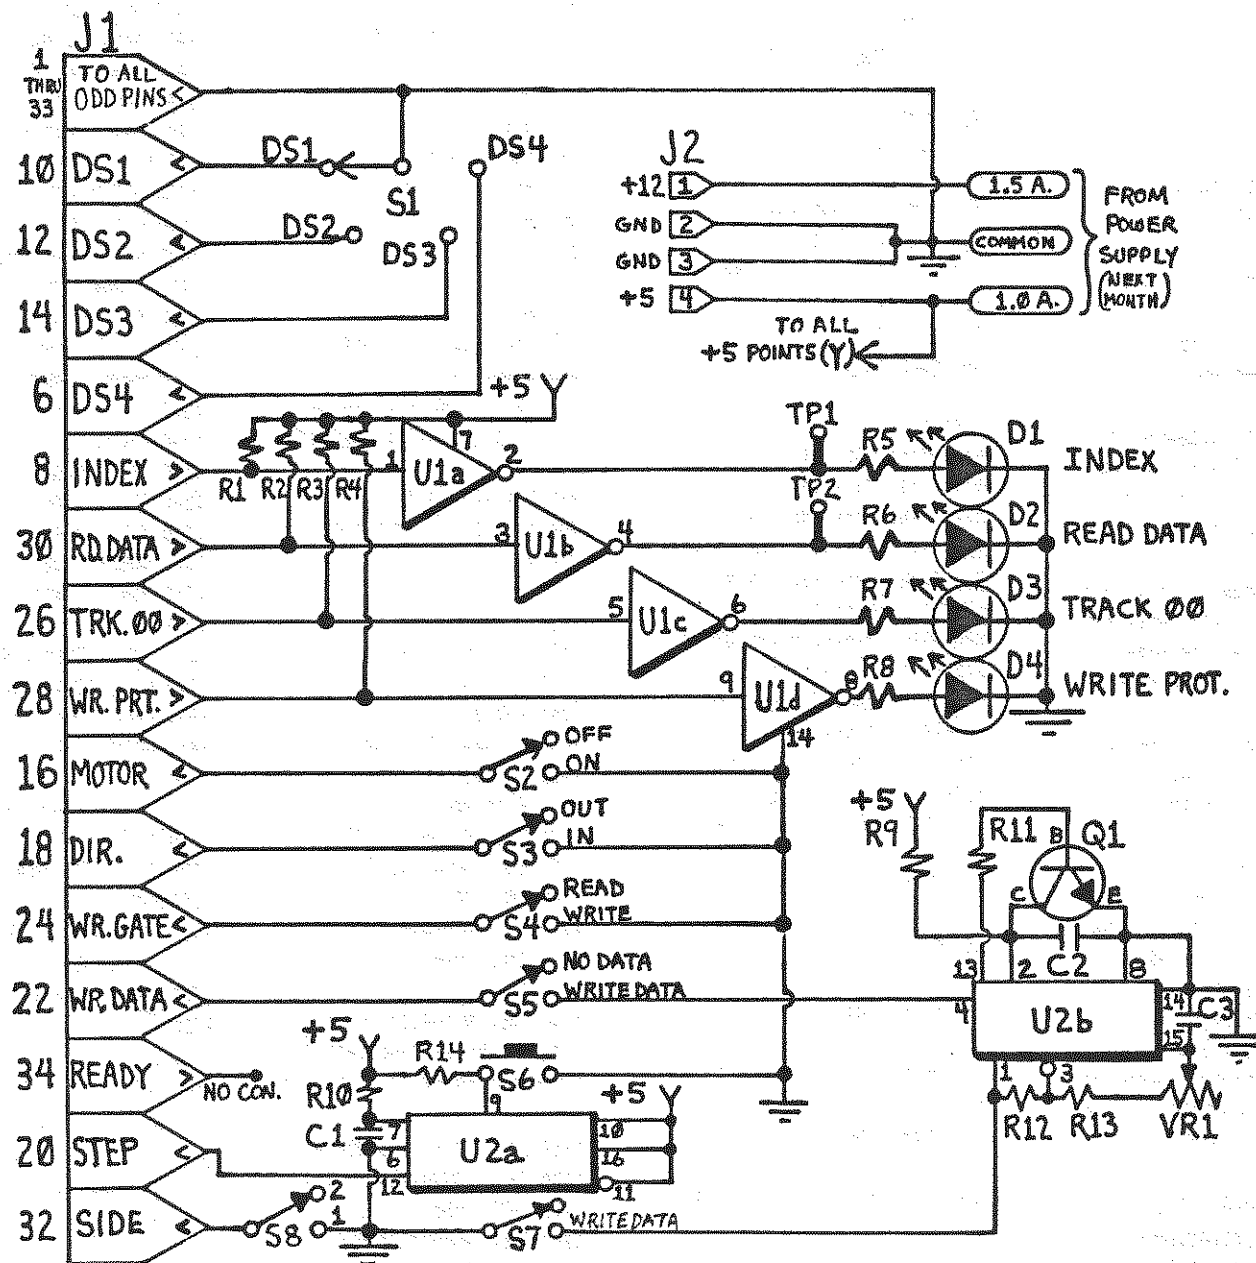 J1
1
THRU
33
TO ALL
ODD PINS <
10 DS1 <
DS1
S1
DS4
12 DS2 <
DS2
DS3
14 DS3 <
6 DS4 <
J2
+12 1
GND 2
GND 3
+5 4
1.5 A.
COMMON
1.0 A.
FROM
POWER
SUPPLY
(NEXT
MONTH)
TO ALL
+5 POINTS (Y)
+5
8 INDEX >
R1 R2 R3 R4
1 U1a 7 2
TP1
R5
D1
INDEX
30 RD.DATA >
3 U1b 4
TP2
R6
D2
READ DATA
26 TRK.00 >
5 U1c 6
R7
D3
TRACK 00
28 WR. PRT. >
9 U1d 8
14
R8
D4
WRITE PROT.
16 MOTOR <
S2
OFF
ON
18 DIR. <
S3
OUT
IN
24 WR.GATE <
S4
READ
WRITE
22 WR.DATA <
S5
NO DATA
WRITE DATA
+5
R9
R11
B Q1
C E
C2
13 2 8
4 U2b 14
15
C3
1 3
R12 R13 VR1
34 READY >
NO CON.
+5
R14
S6
R10
+5
C1
9
7 U2a 10
6 16
12 11
20 STEP <
32 SIDE <
S8
2
1
S7
WRITE DATA